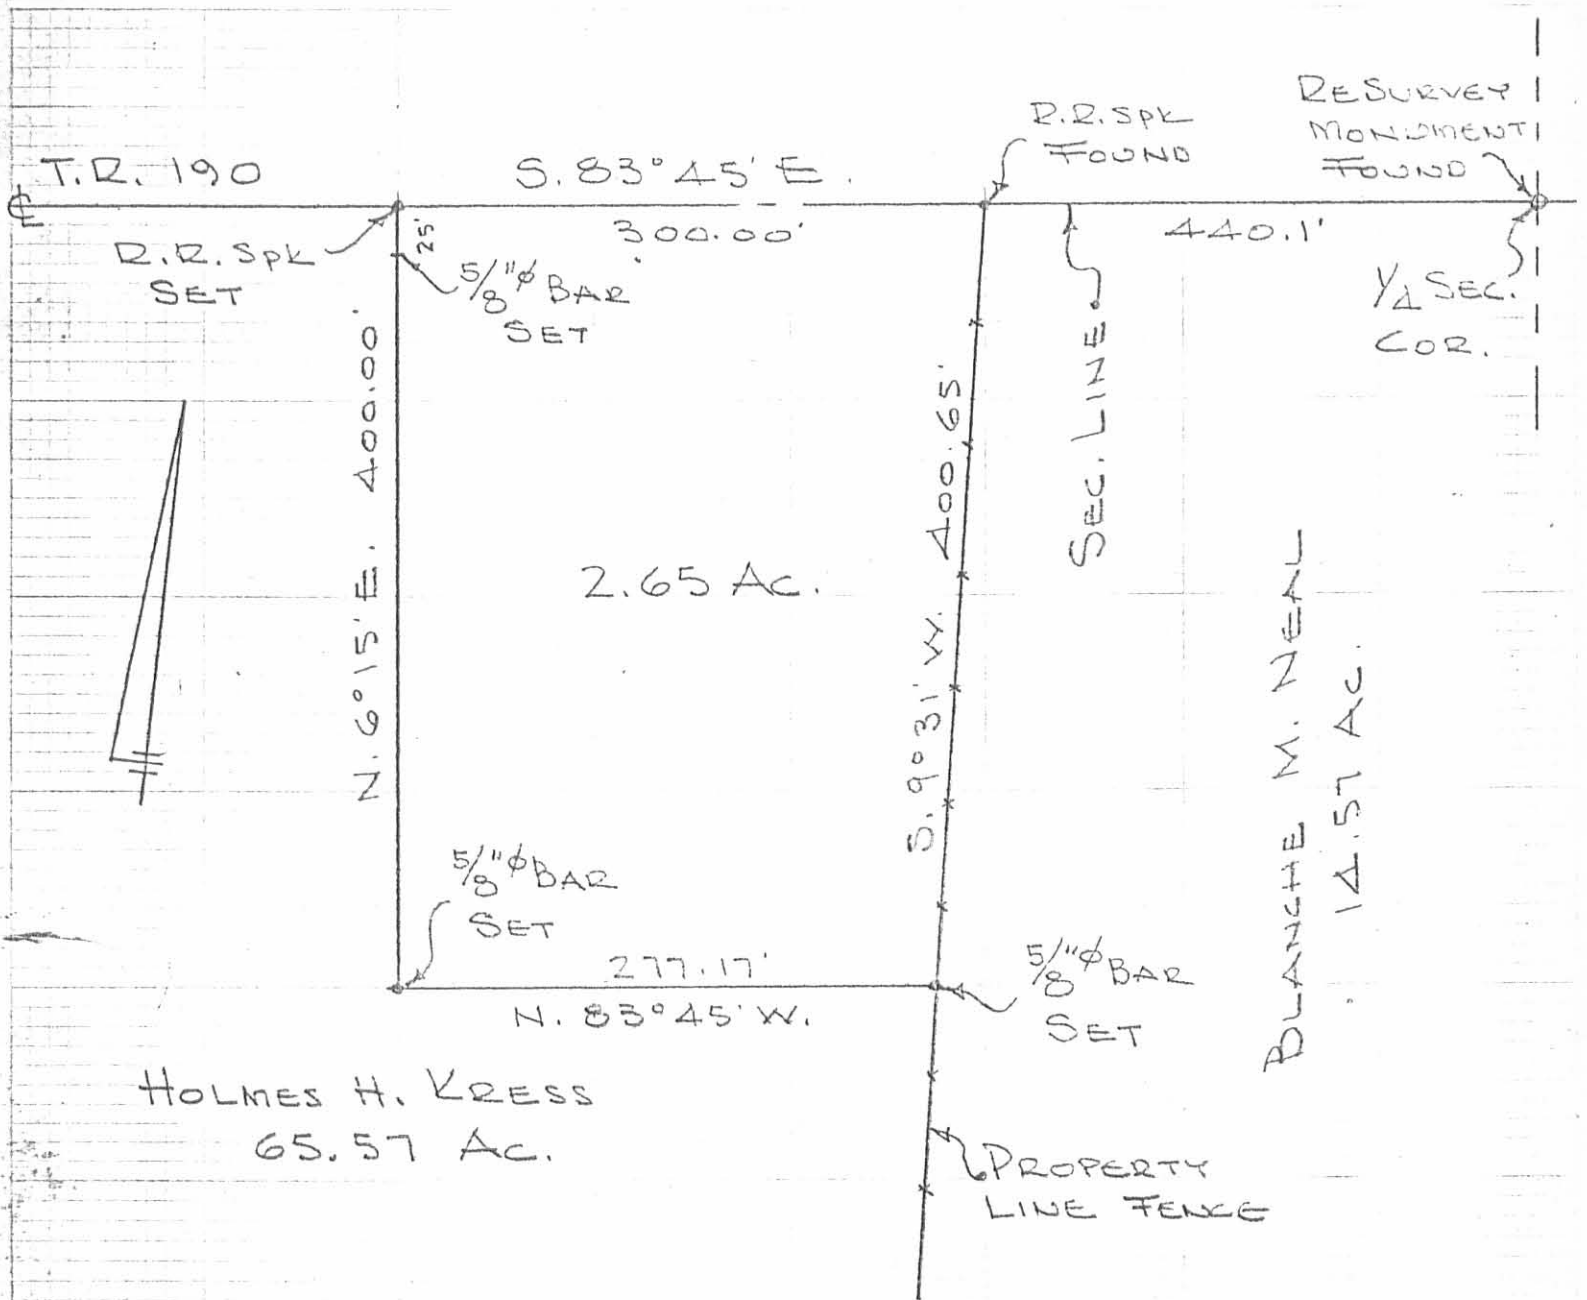 RESURVEY
MONUMENT
FOUND
R.R. SPK
FOUND
T.R. 190
S. 83° 45' E.
℄
300.00'
440.1'
R.R. SPK
SET
25'
5/8"ϕ BAR
SET
1/4 SEC.
COR.
N. 6° 15' E. 400.00'
S. 9° 31' W. 400.65'
SEC. LINE
2.65 AC.
BLANCHE M. NEAL
14.57 AC.
5/8"ϕ BAR
SET
277.17'
N. 83° 45' W.
5/8"ϕ BAR
SET
HOLMES H. KRESS
65.57 AC.
PROPERTY
LINE FENCE